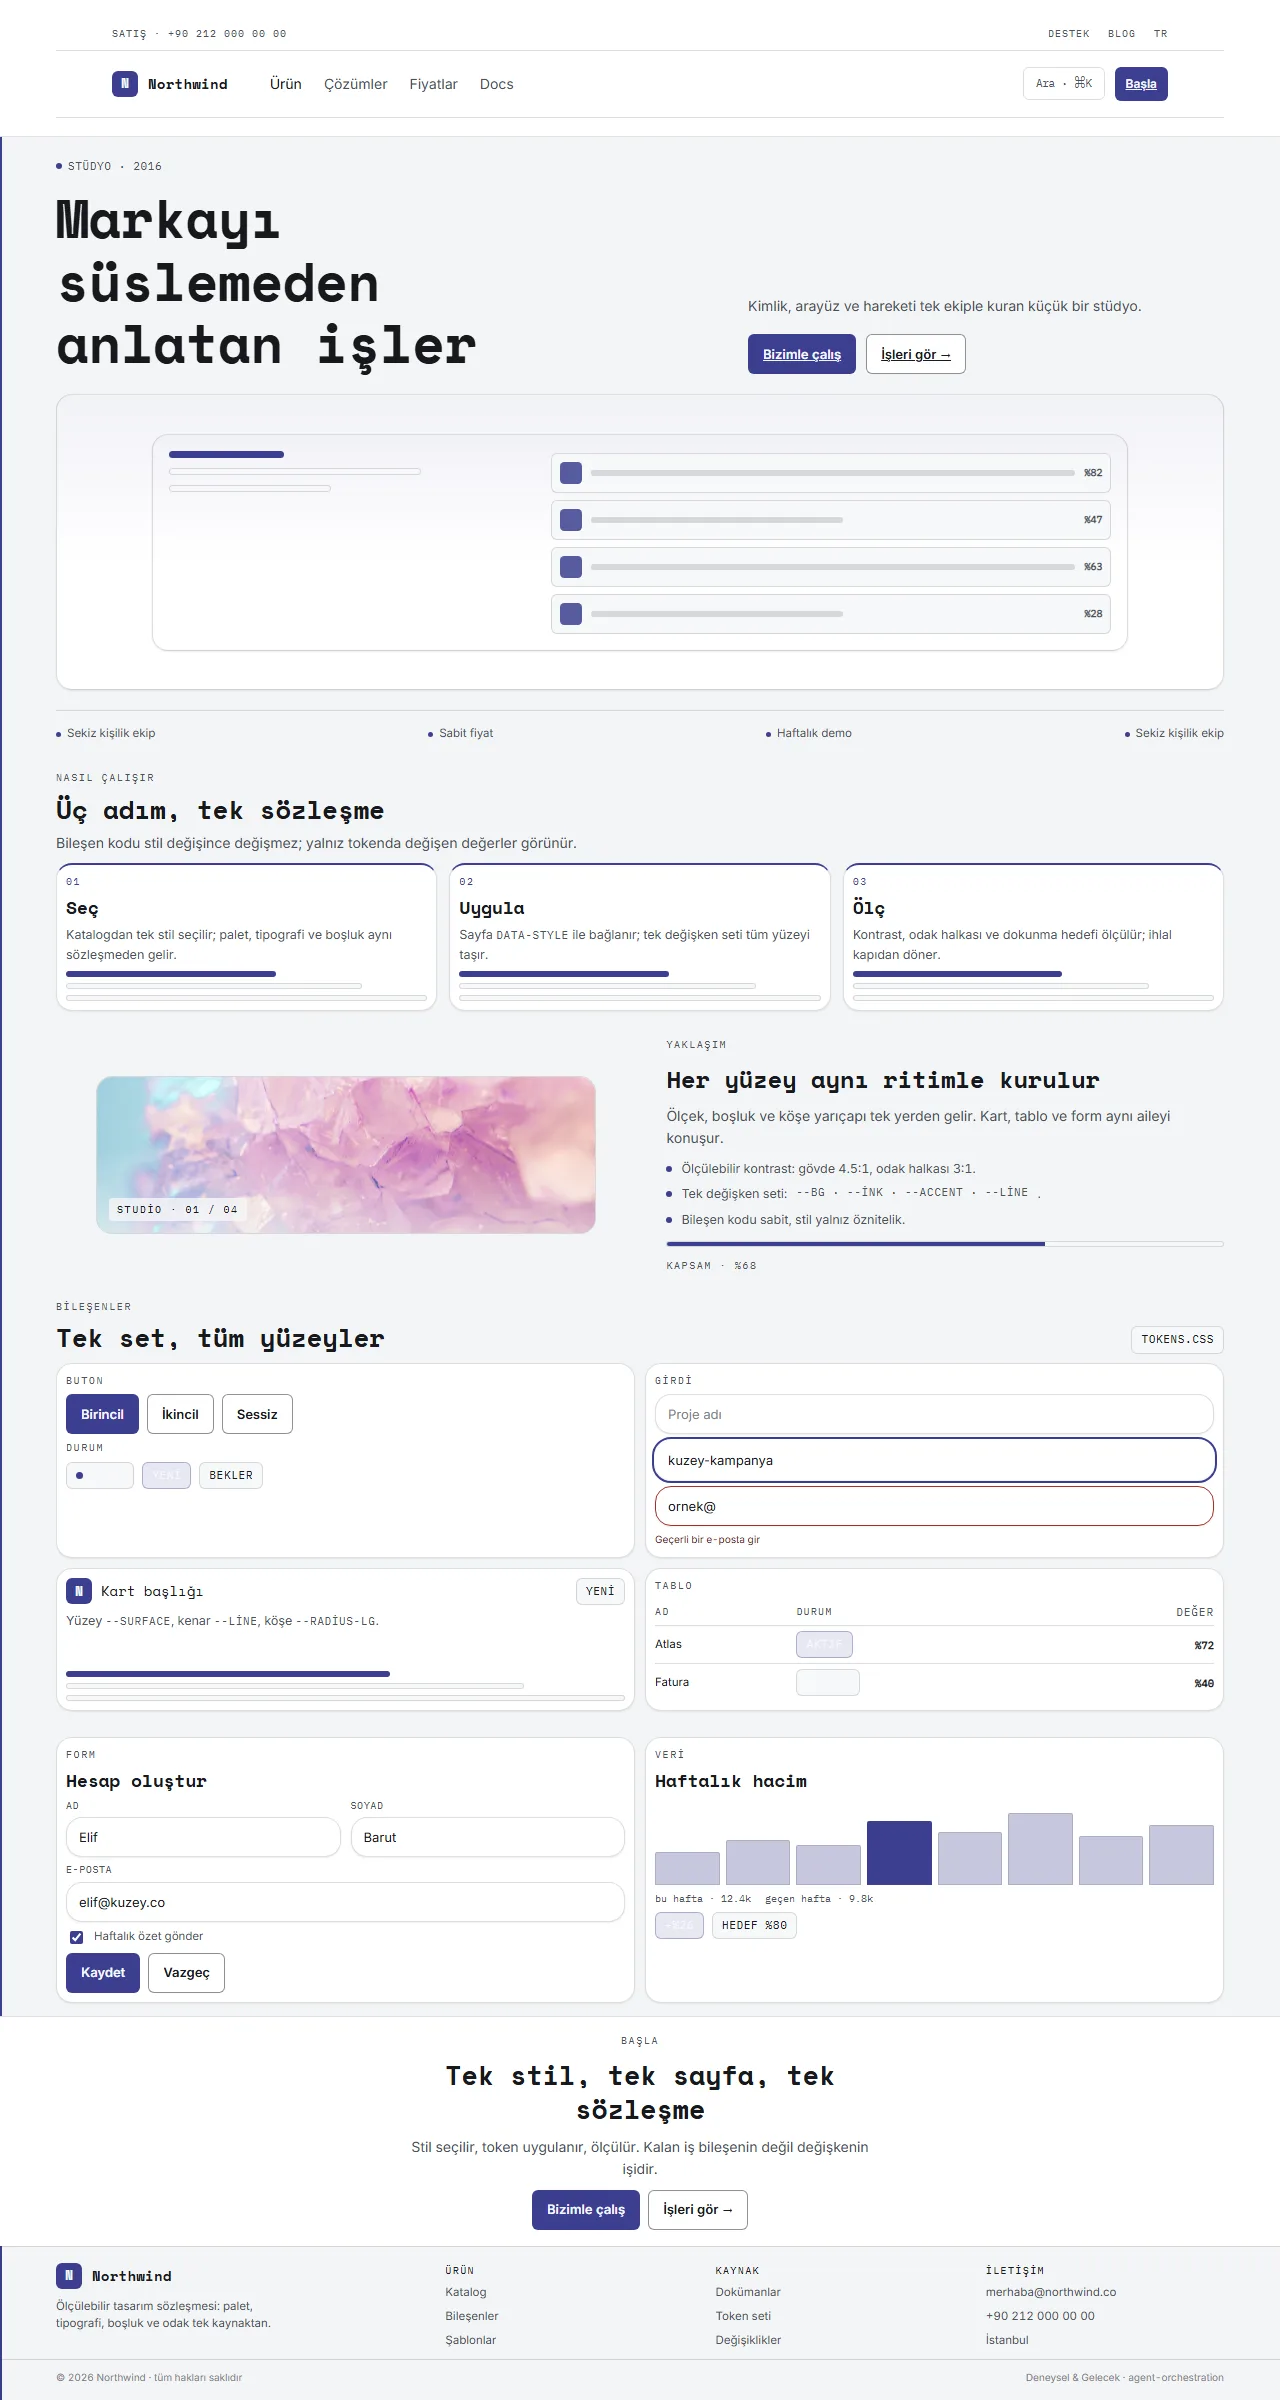 SATIŞ · +90 212 000 00 00
DESTEK BLOG TR
N Northwind Ürün Çözümler Fiyatlar Docs Ara · ⌘K Başla
STÜDYO · 2016
Markayı
süslemeden
anlatan işler
Kimlik, arayüz ve hareketi tek ekiple kuran küçük bir stüdyo.
Bizimle çalış İşleri gör →
%82
%47
%63
%28
Sekiz kişilik ekip Sabit fiyat Haftalık demo Sekiz kişilik ekip
NASIL ÇALIŞIR
Üç adım, tek sözleşme
Bileşen kodu stil değişince değişmez; yalnız tokenda değişen değerler görünür.
01
Seç
Katalogdan tek stil seçilir; palet, tipografi ve boşluk aynı
sözleşmeden gelir.
02
Uygula
Sayfa DATA-STYLE ile bağlanır; tek değişken seti tüm yüzeyi
taşır.
03
Ölç
Kontrast, odak halkası ve dokunma hedefi ölçülür; ihlal
kapıdan döner.
STUDİO · 01 / 04
YAKLAŞIM
Her yüzey aynı ritimle kurulur
Ölçek, boşluk ve köşe yarıçapı tek yerden gelir. Kart, tablo ve form aynı aileyi
konuşur.
Ölçülebilir kontrast: gövde 4.5:1, odak halkası 3:1.
Tek değişken seti: --BG · --İNK · --ACCENT · --LİNE .
Bileşen kodu sabit, stil yalnız öznitelik.
KAPSAM · %68
BİLEŞENLER
Tek set, tüm yüzeyler
TOKENS.CSS
BUTON
Birincil İkincil Sessiz
DURUM
YENİ BEKLER
GİRDİ
Proje adı
kuzey-kampanya
ornek@
Geçerli bir e-posta gir
N Kart başlığı YENİ
Yüzey --SURFACE, kenar --LİNE, köşe --RADİUS-LG.
TABLO
AD DURUM DEĞER
Atlas AKTİF %72
Fatura %40
FORM
Hesap oluştur
AD SOYAD
Elif Barut
E-POSTA
elif@kuzey.co
Haftalık özet gönder
Kaydet Vazgeç
VERİ
Haftalık hacim
bu hafta · 12.4k geçen hafta · 9.8k
HEDEF %80
BAŞLA
Tek stil, tek sayfa, tek
sözleşme
Stil seçilir, token uygulanır, ölçülür. Kalan iş bileşenin değil değişkenin
işidir.
Bizimle çalış İşleri gör →
N Northwind
Ölçülebilir tasarım sözleşmesi: palet,
tipografi, boşluk ve odak tek kaynaktan.
ÜRÜN
Katalog
Bileşenler
Şablonlar
KAYNAK
Dokümanlar
Token seti
Değişiklikler
İLETİŞİM
merhaba@northwind.co
+90 212 000 00 00
İstanbul
© 2026 Northwind · tüm hakları saklıdır
Deneysel & Gelecek · agent-orchestration